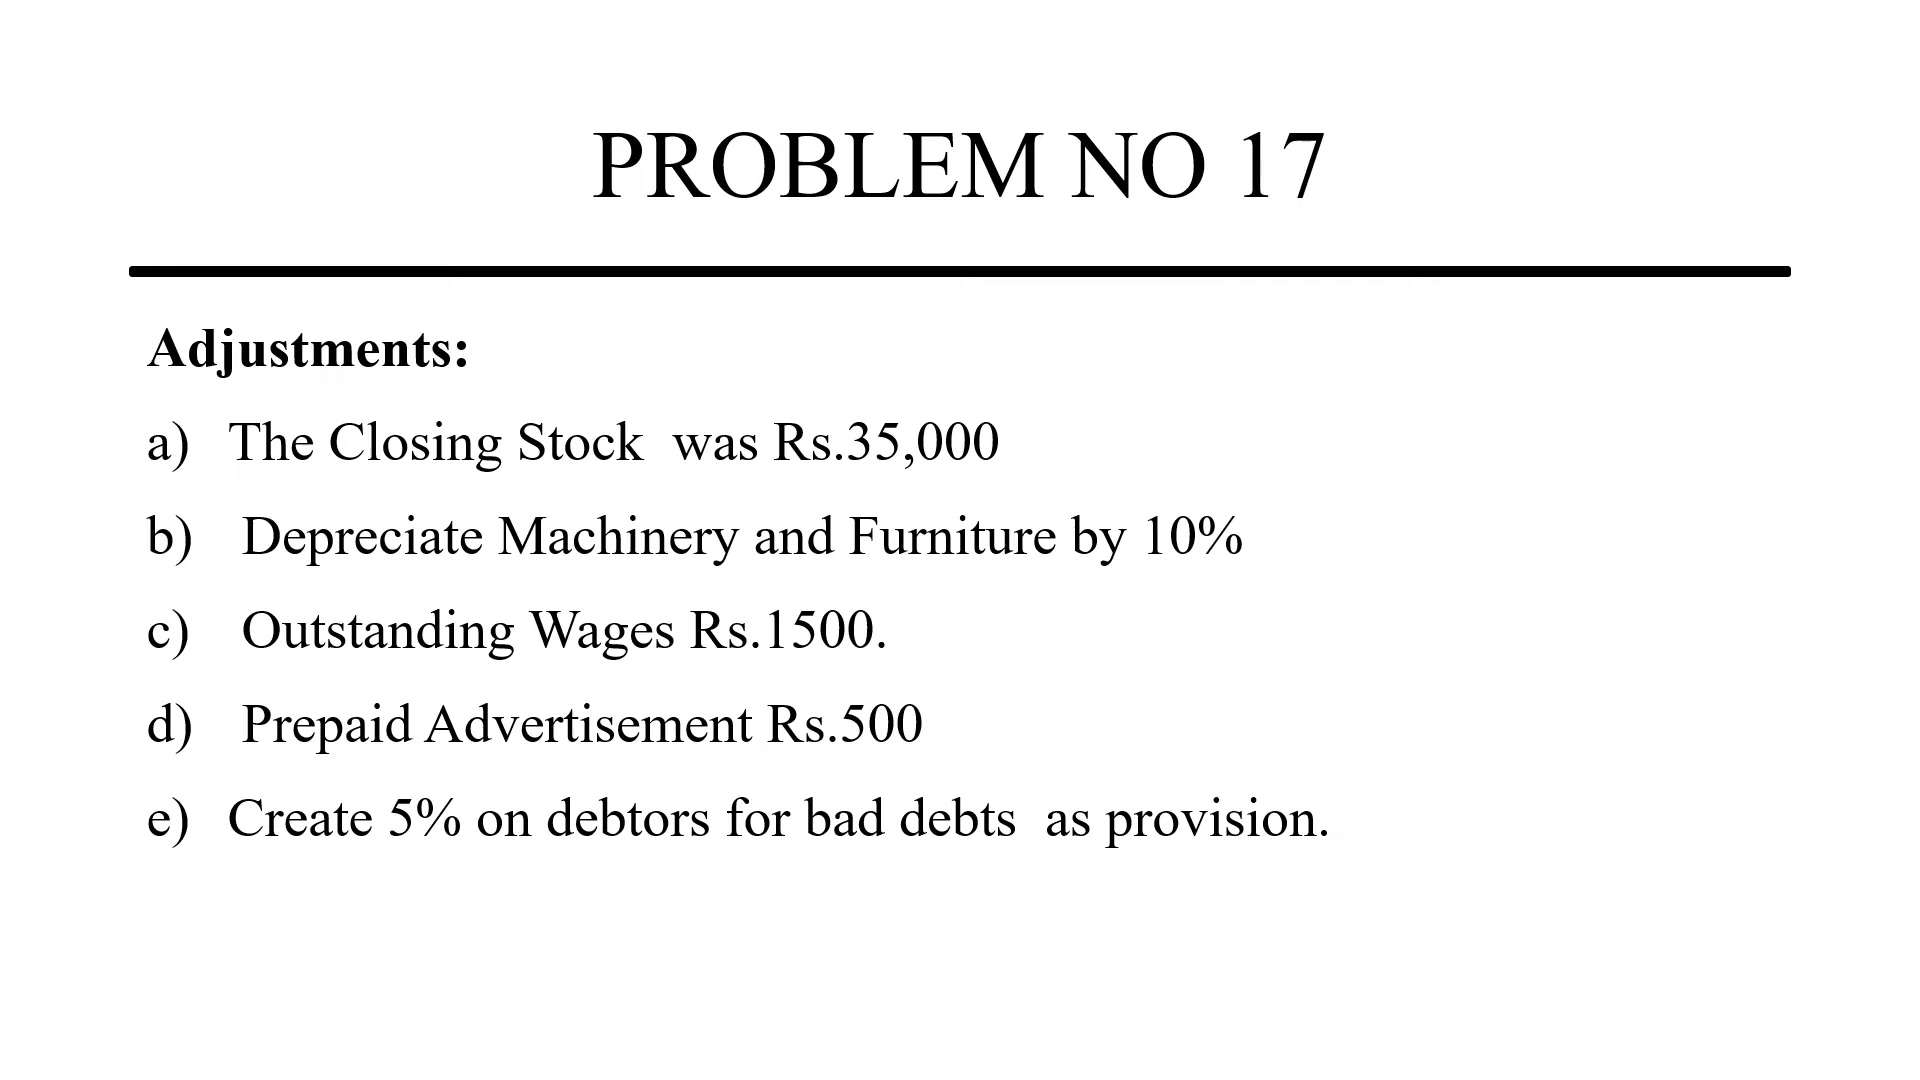 PROBLEM NO 17
Adjustments:
a) The Closing Stock was Rs.35,000
b) Depreciate Machinery and Furniture by 10%
c) Outstanding Wages Rs.1500.
d) Prepaid Advertisement Rs.500
e) Create 5% on debtors for bad debts as provision.